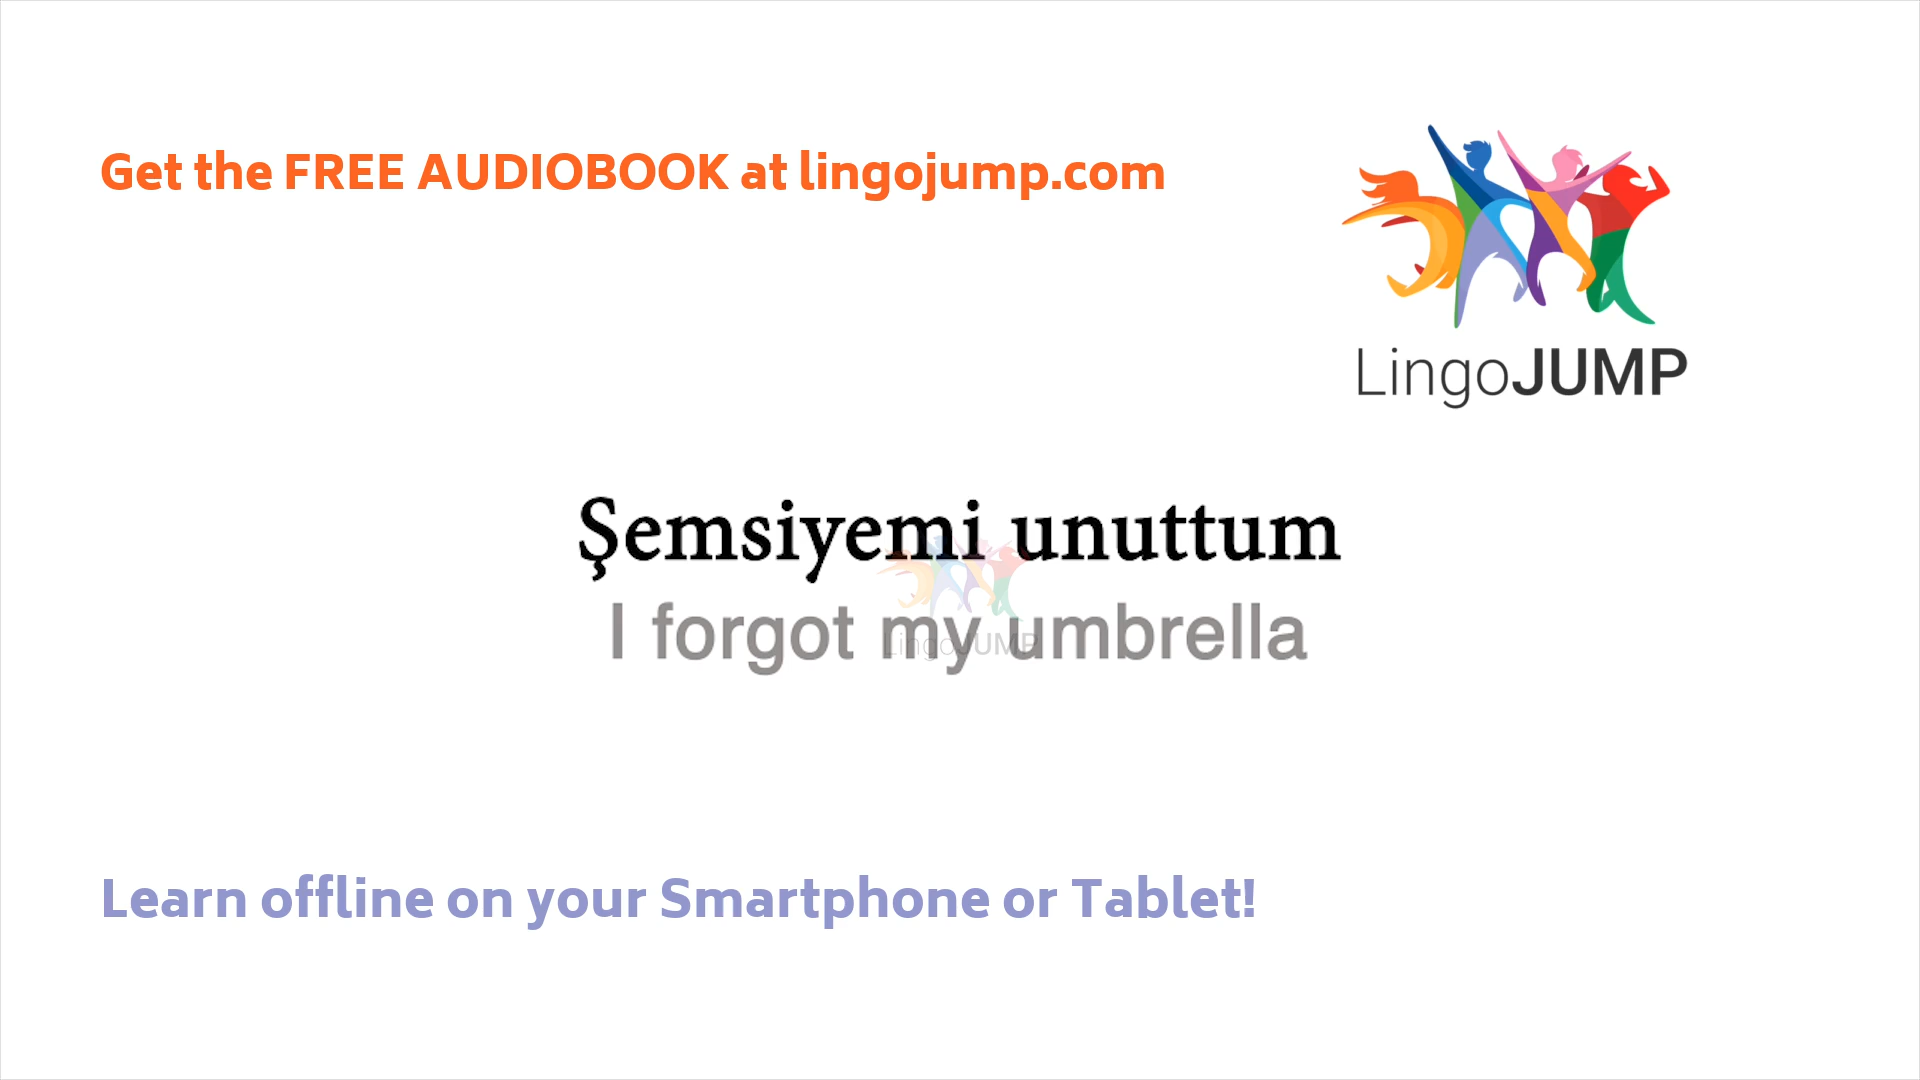 Get the FREE AUDIOBOOK at lingojump.com
LingoJUMP
Şemsiyemi unuttum
I forgot my umbrella
LingoJUMP
Learn offline on your Smartphone or Tablet!